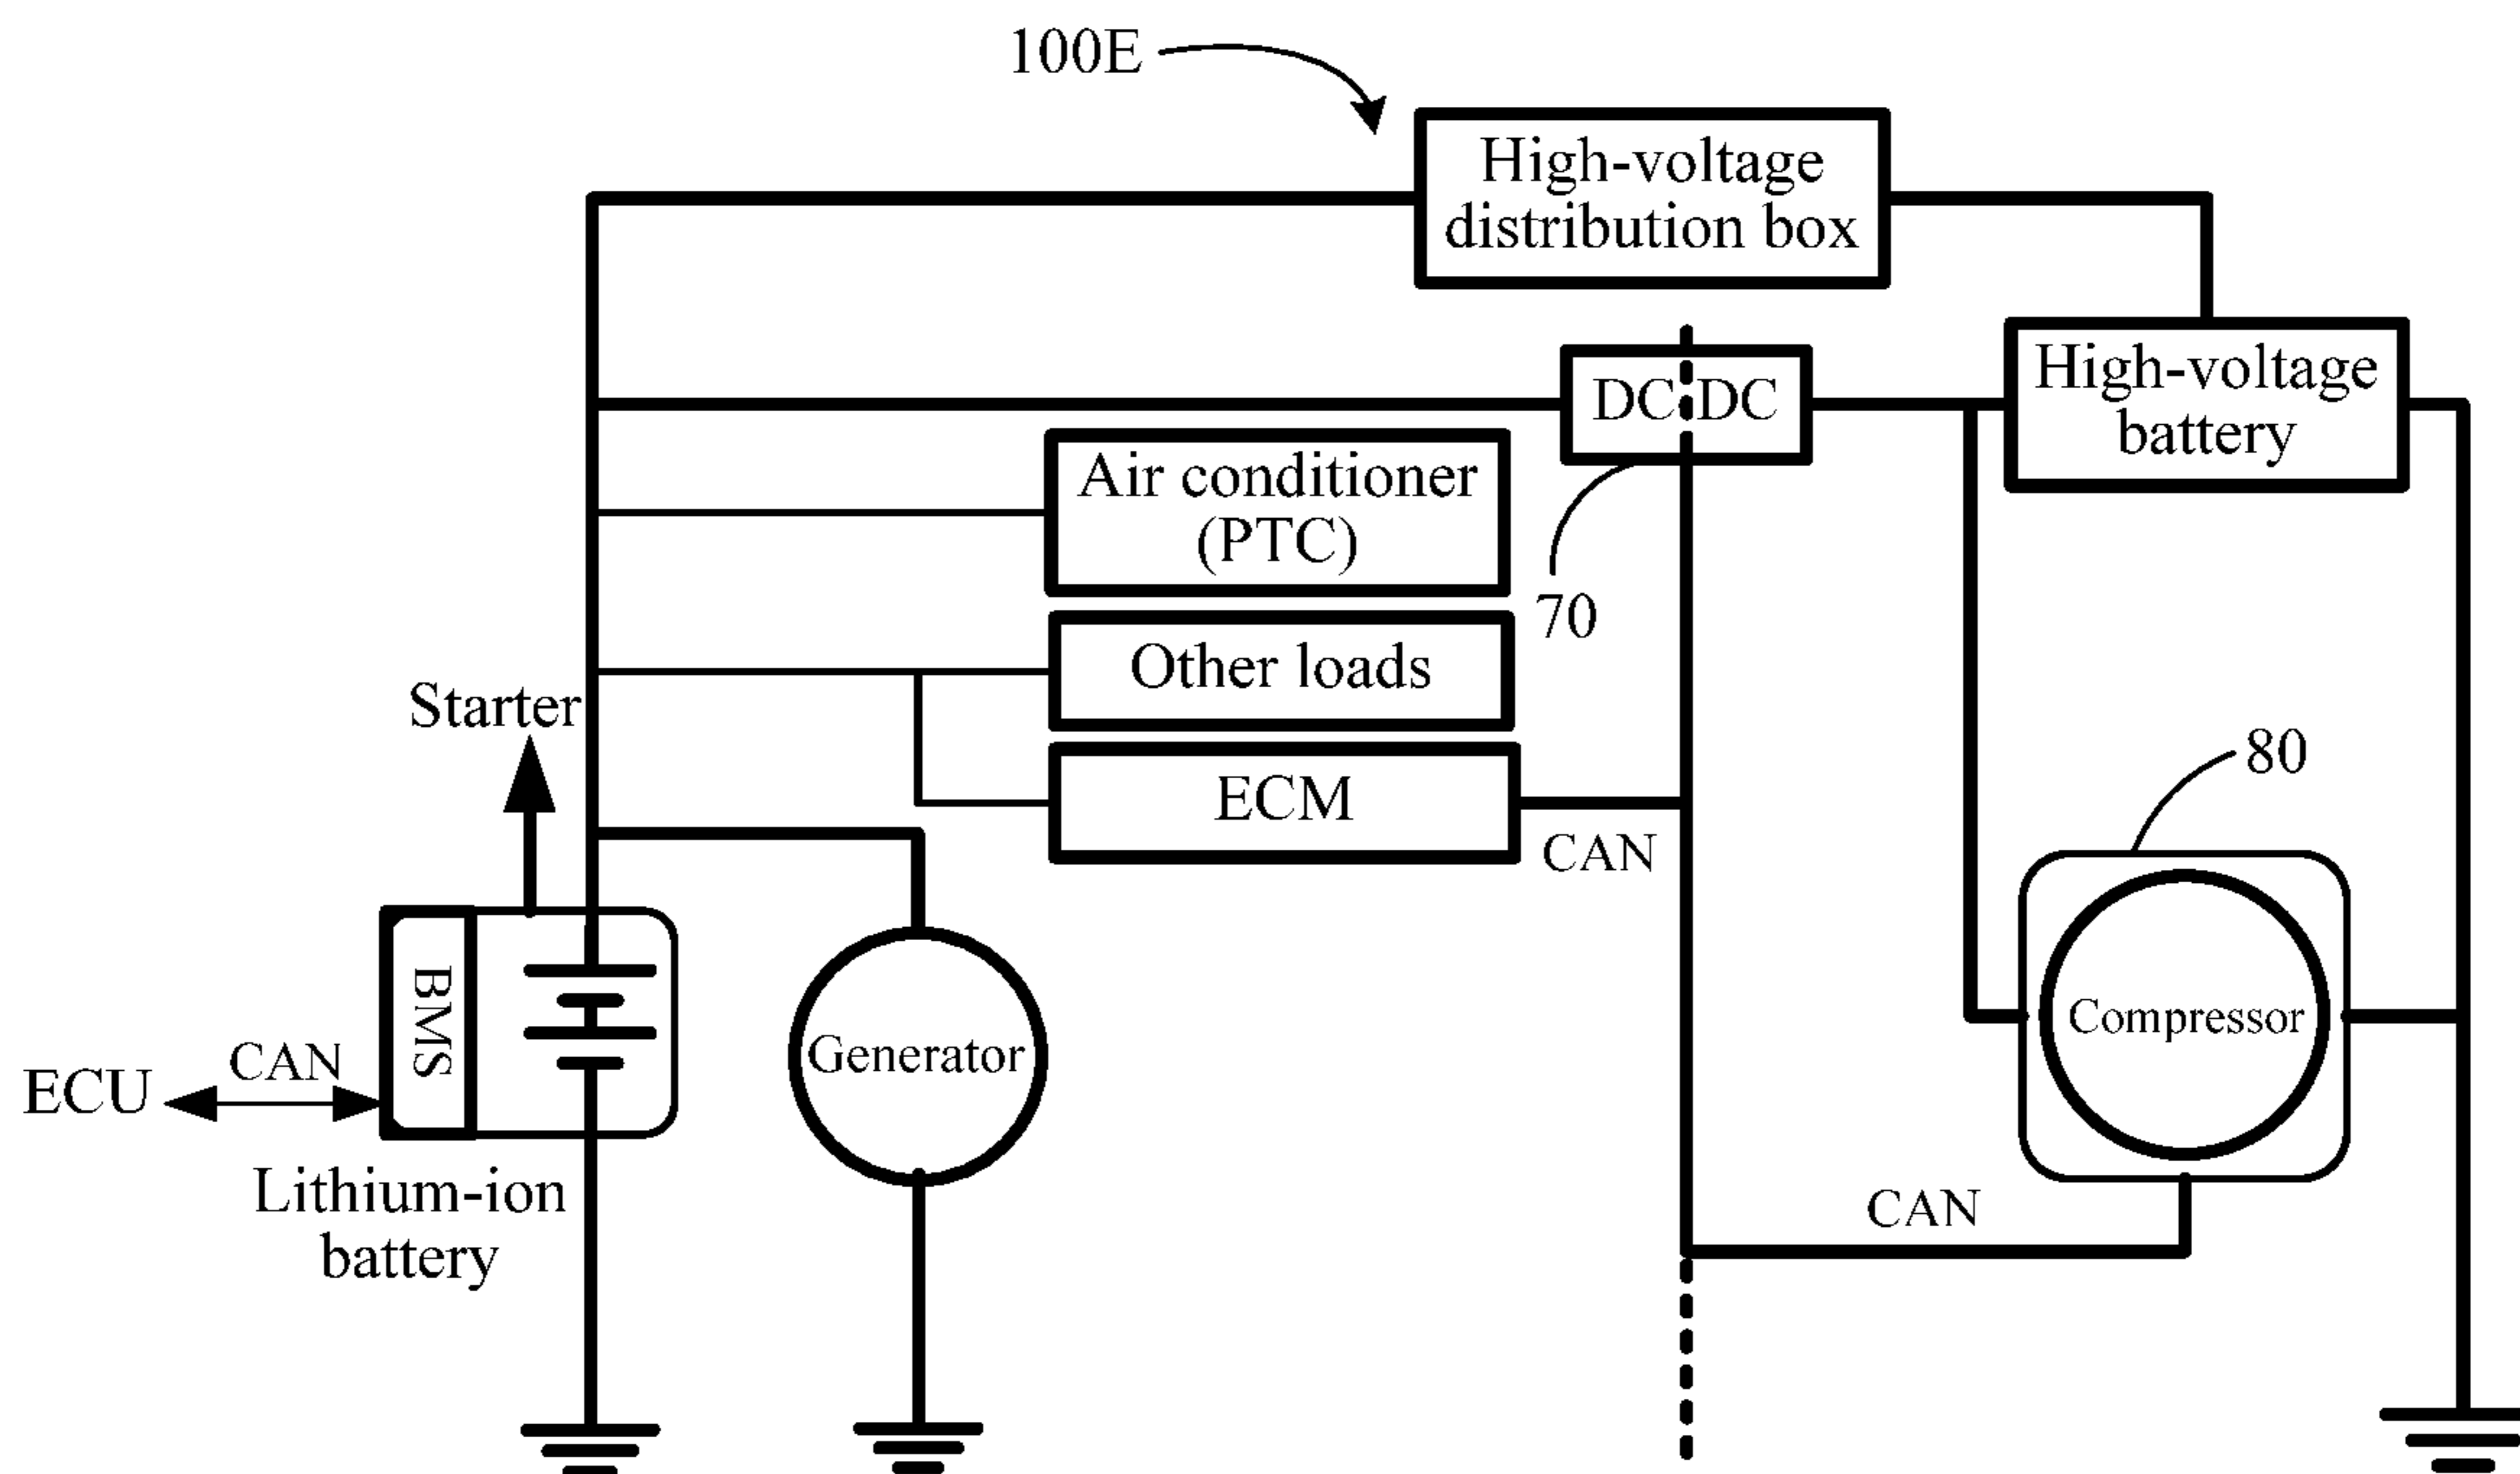 100E
High-voltage
distribution box
DC DC
High-voltage
battery
Air conditioner
(PTC)
70
Other loads
Starter
ECM
CAN
80
BMS
Generator
Compressor
ECU
CAN
Lithium-ion
battery
CAN